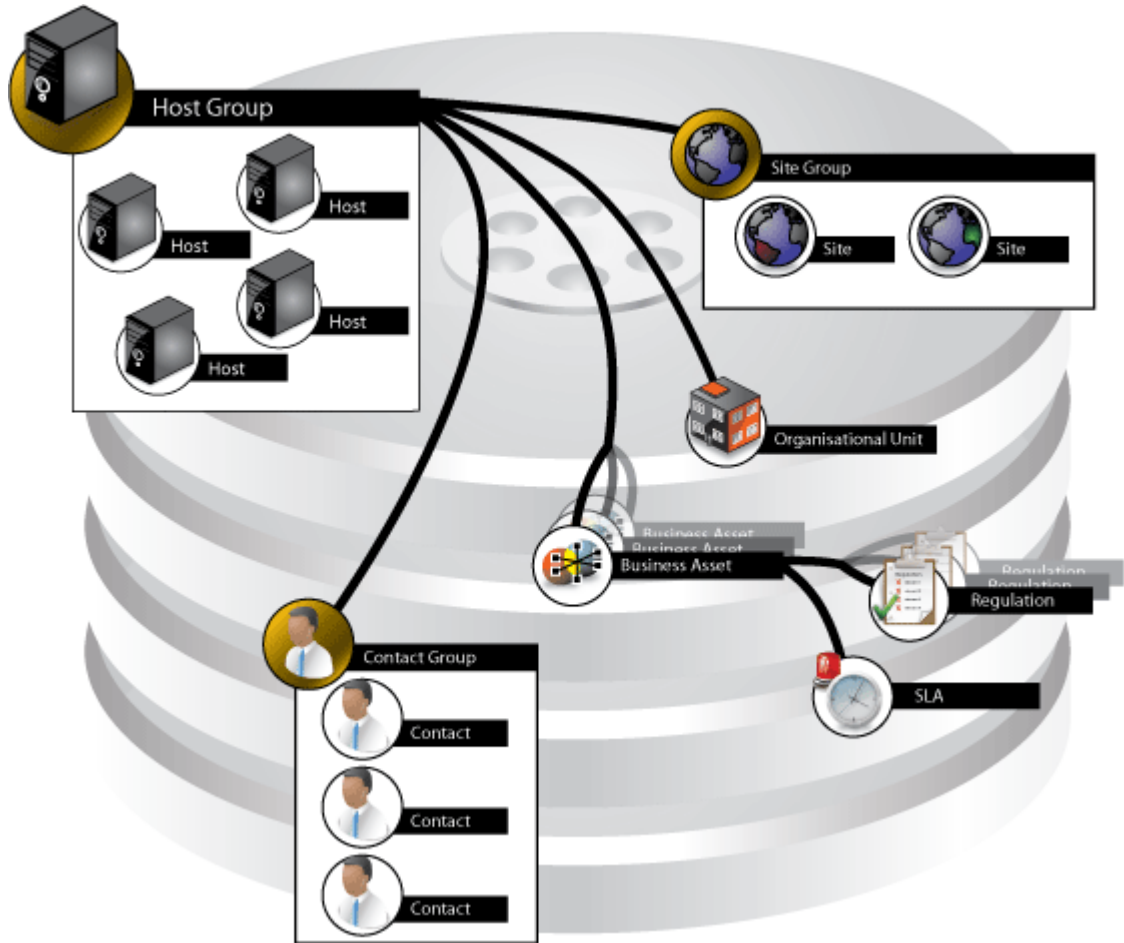 Host Group
Host
Host
Host
Host
Site Group
Site
Site
Organisational Unit
Business Asset
Business Asset
Business Asset
Regulation
Regulation
Regulation
SLA
Contact Group
Contact
Contact
Contact